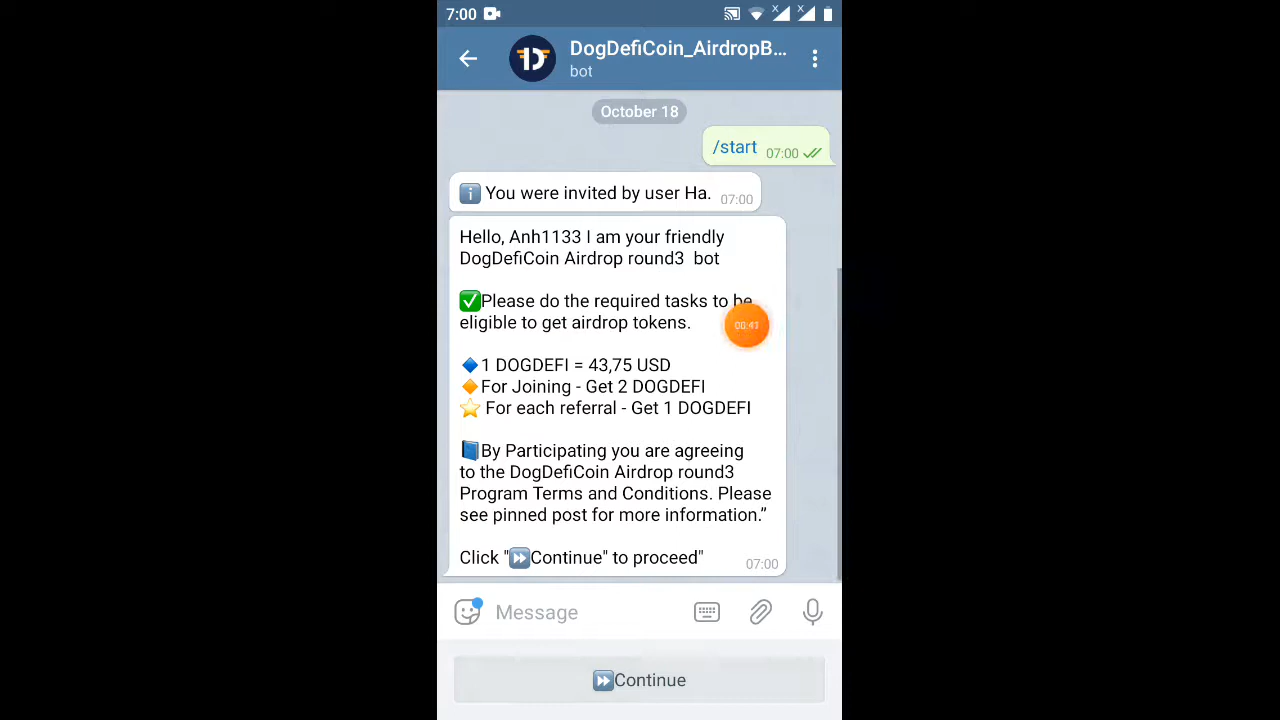 7:00
DogDefiCoin_AirdropB...
bot
October 18
/start 07:00
ℹ️ You were invited by user Ha. 07:00
Hello, Anh1133 I am your friendly
DogDefiCoin Airdrop round3 bot
✅Please do the required tasks to be
eligible to get airdrop tokens.
00:41
🔷1 DOGDEFI = 43,75 USD
🔶For Joining - Get 2 DOGDEFI
⭐ For each referral - Get 1 DOGDEFI
📘By Participating you are agreeing
to the DogDefiCoin Airdrop round3
Program Terms and Conditions. Please
see pinned post for more information.”
Click "⏩Continue" to proceed" 07:00
Message
⏩Continue